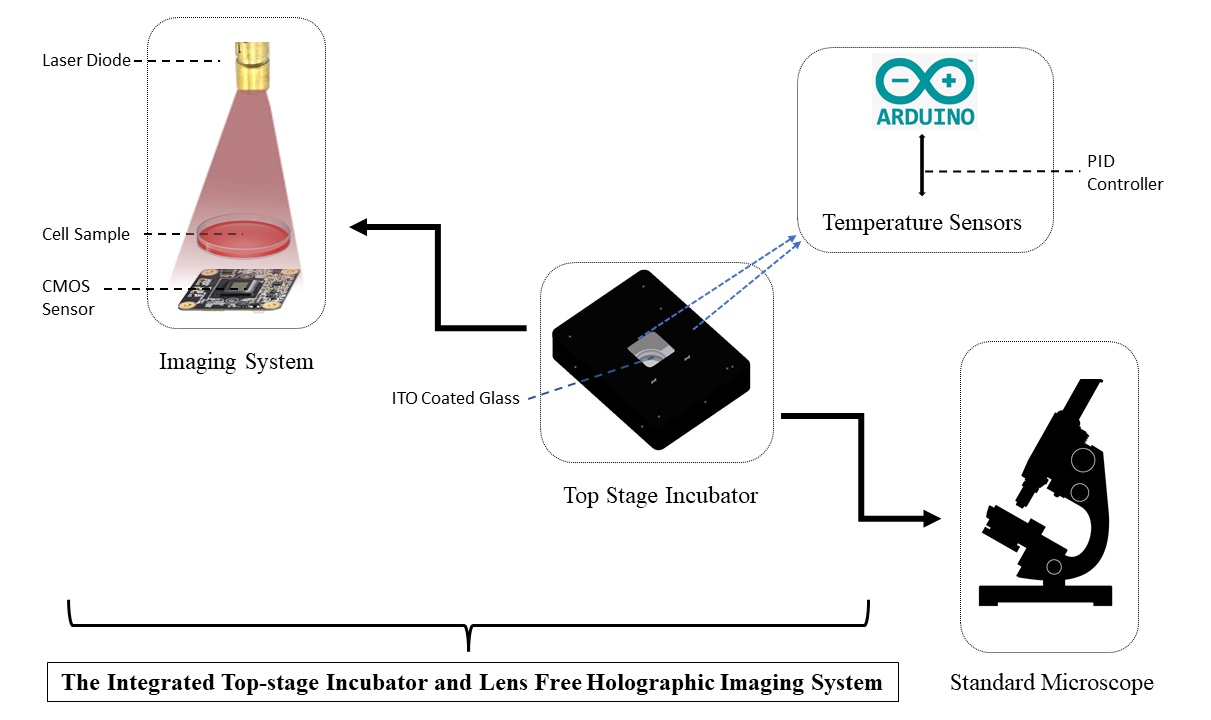 Laser Diode
Cell Sample
CMOS
Sensor
Imaging System
ARDUINO
™
PID
Controller
Temperature Sensors
ITO Coated Glass
Top Stage Incubator
The Integrated Top-stage Incubator and Lens Free Holographic Imaging System
Standard Microscope